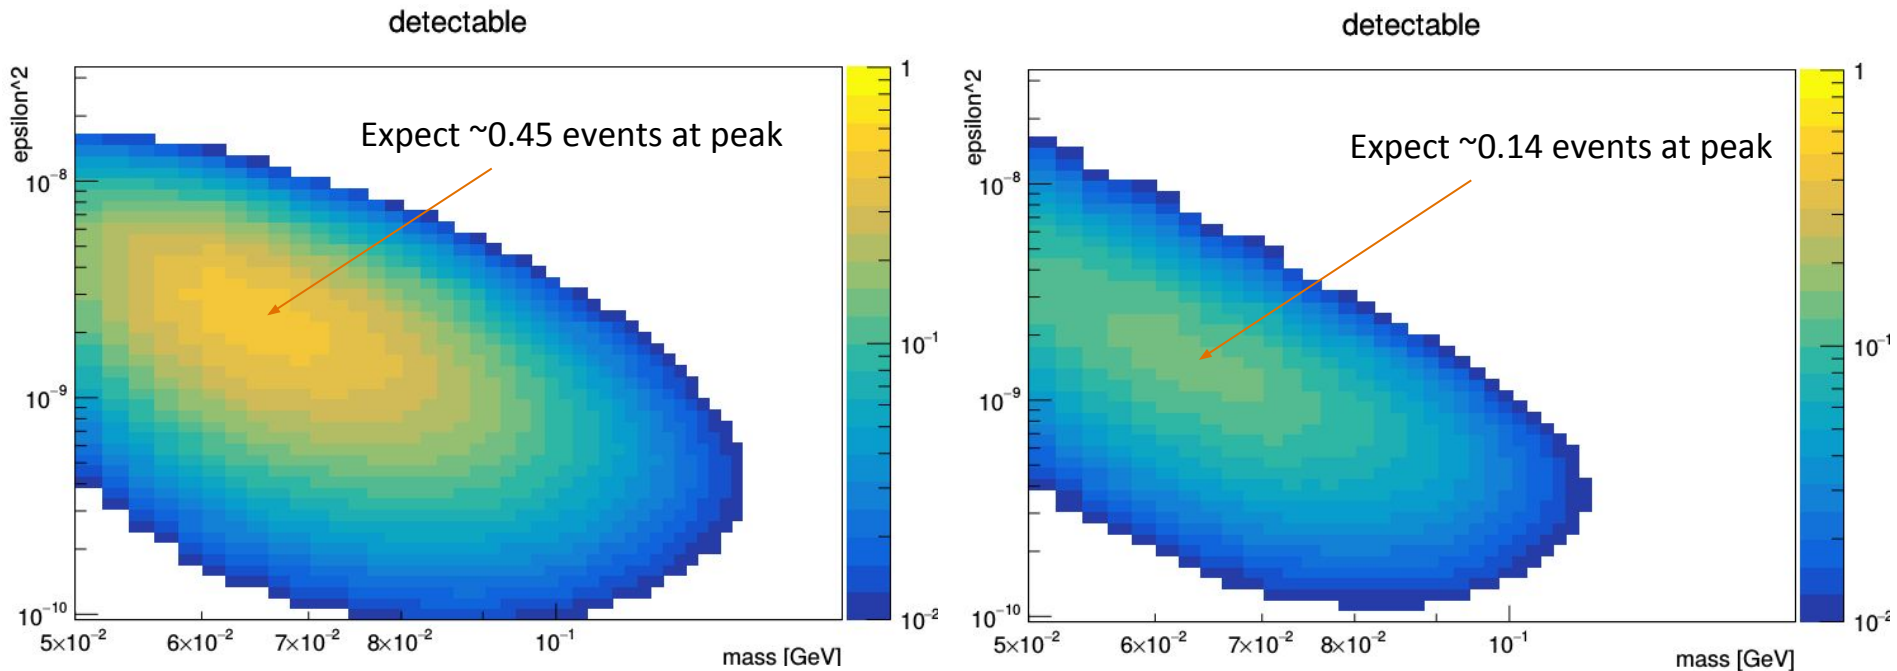 detectable
epsilon^2
Expect ~0.45 events at peak
10⁻⁸
10⁻⁹
10⁻¹⁰
5×10⁻²
6×10⁻²
7×10⁻²
8×10⁻²
10⁻¹
mass [GeV]
1
10⁻¹
10⁻²
detectable
epsilon^2
Expect ~0.14 events at peak
10⁻⁸
10⁻⁹
10⁻¹⁰
5×10⁻²
6×10⁻²
7×10⁻²
8×10⁻²
10⁻¹
mass [GeV]
1
10⁻¹
10⁻²